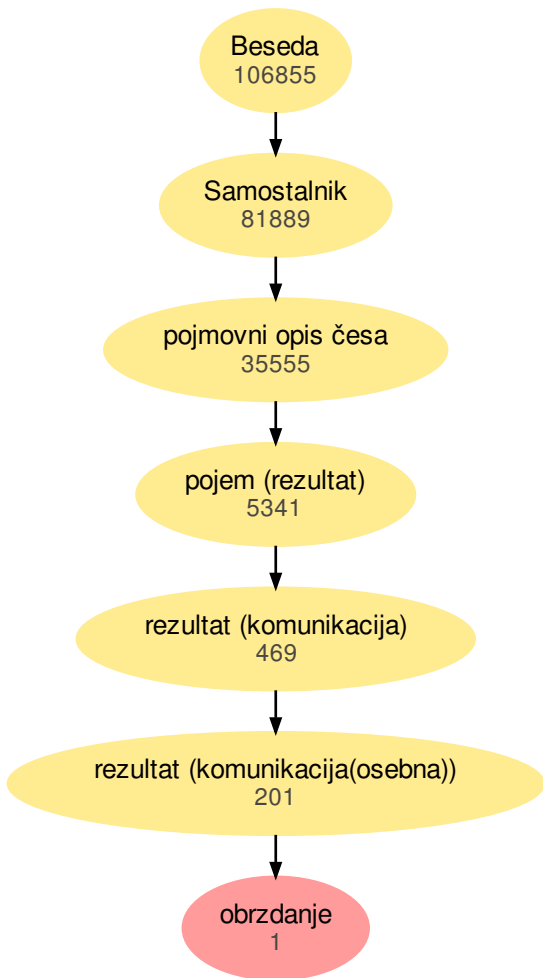 Beseda
106855
Samostalnik
81889
pojmovni opis česa
35555
pojem (rezultat)
5341
rezultat (komunikacija)
469
rezultat (komunikacija(osebna))
201
obrzdanje
1